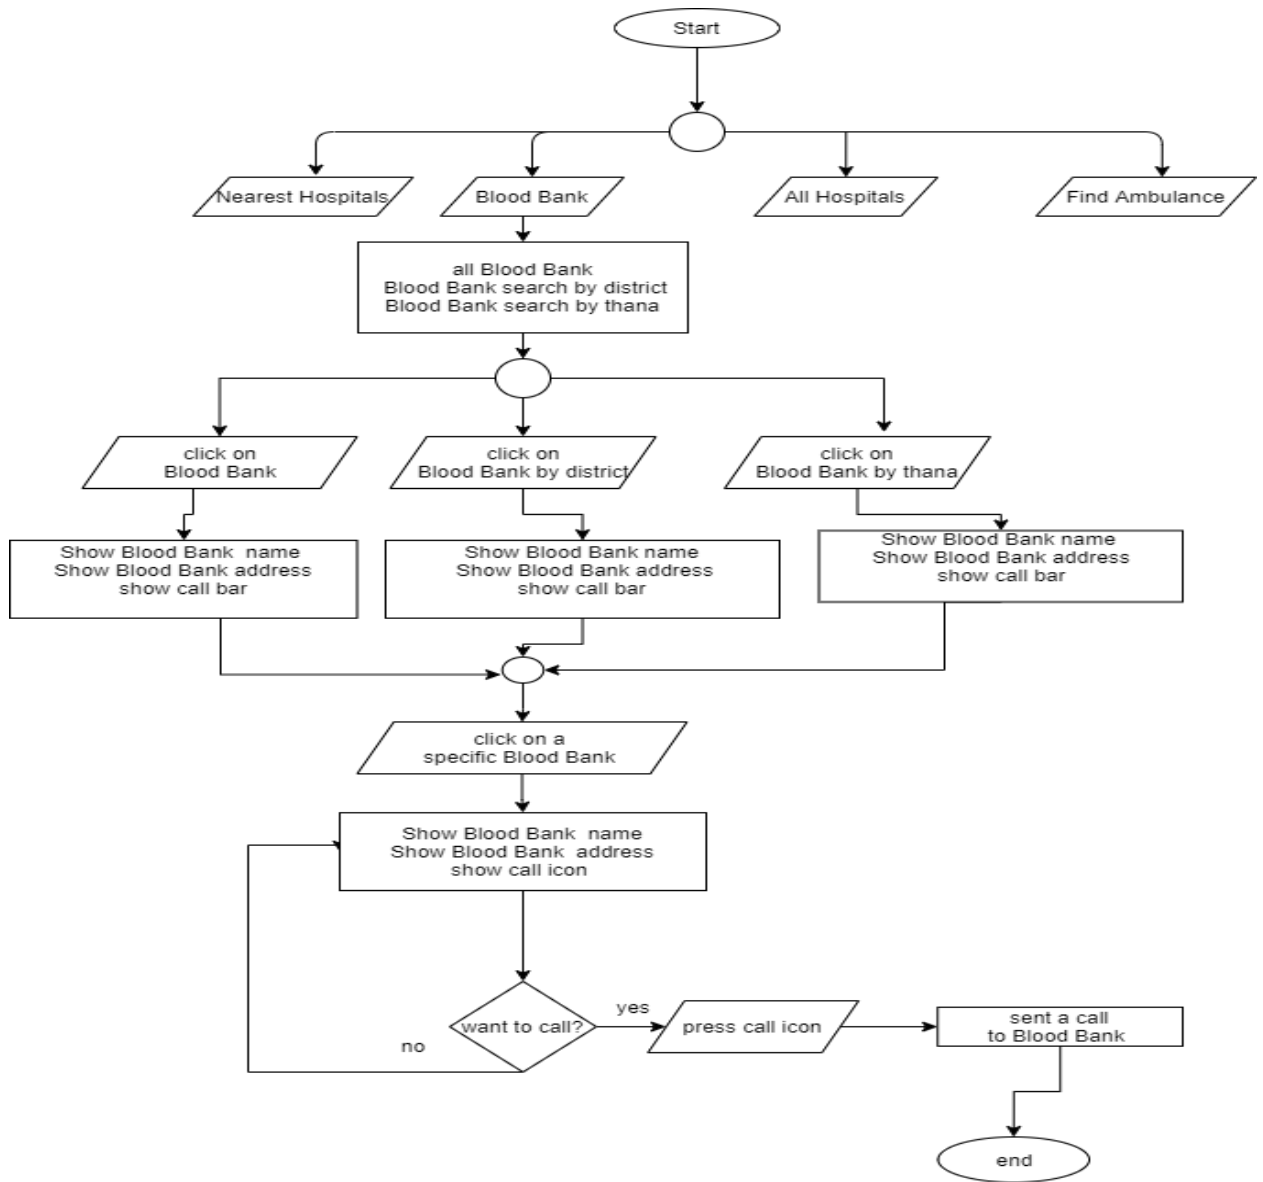 Start
Nearest Hospitals
Blood Bank
All Hospitals
Find Ambulance
all Blood Bank
Blood Bank search by district
Blood Bank search by thana
click on
Blood Bank
click on
Blood Bank by district
click on
Blood Bank by thana
Show Blood Bank name
Show Blood Bank address
show call bar
Show Blood Bank name
Show Blood Bank address
show call bar
Show Blood Bank name
Show Blood Bank address
show call bar
click on a
specific Blood Bank
Show Blood Bank name
Show Blood Bank address
show call icon
want to call?
yes
no
press call icon
sent a call
to Blood Bank
end